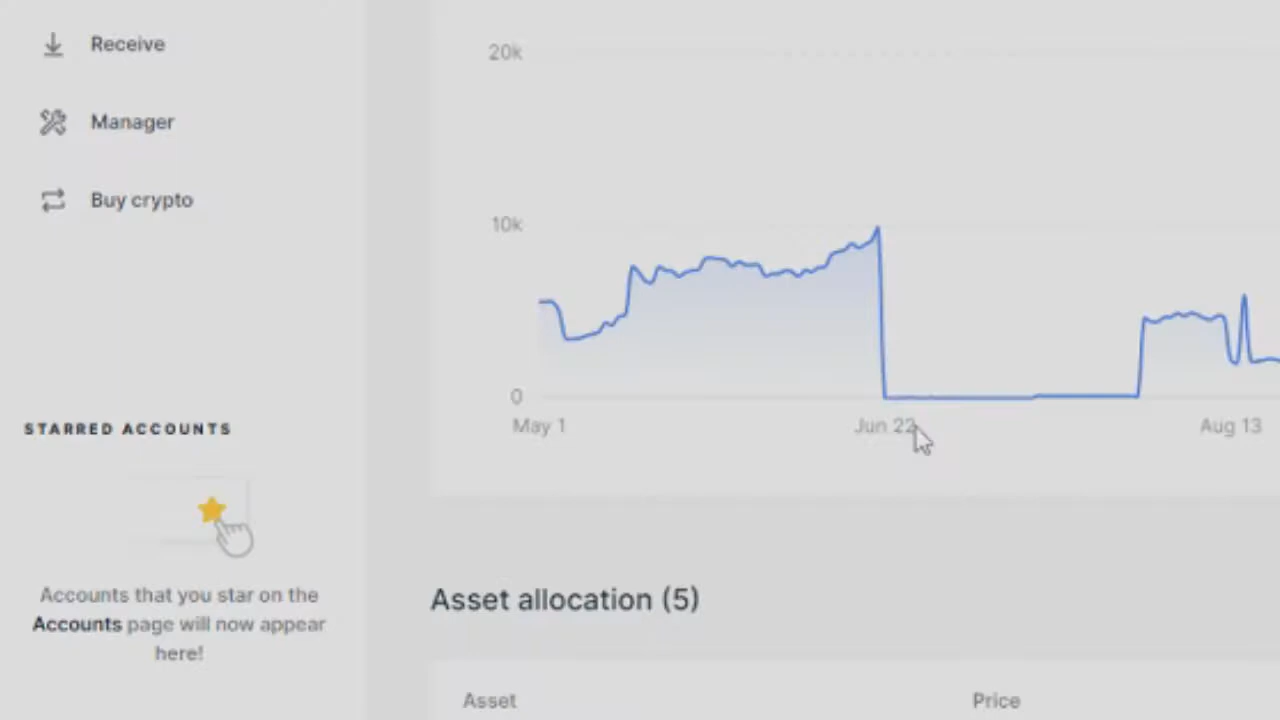 Receive
Manager
Buy crypto
STARRED ACCOUNTS
Accounts that you star on the
Accounts page will now appear
here!
20k
10k
0
May 1
Jun 22
Aug 13
Asset allocation (5)
Asset
Price